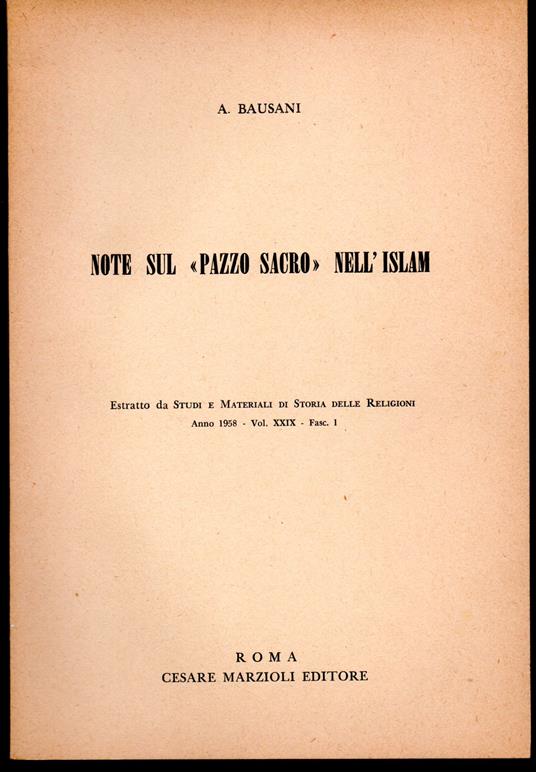 A. BAUSANI
NOTE SUL «PAZZO SACRO» NELL' ISLAM
Estratto da STUDI E MATERIALI DI STORIA DELLE RELIGIONI
Anno 1958 - Vol. XXIX - Fasc. 1
ROMA
CESARE MARZIOLI EDITORE